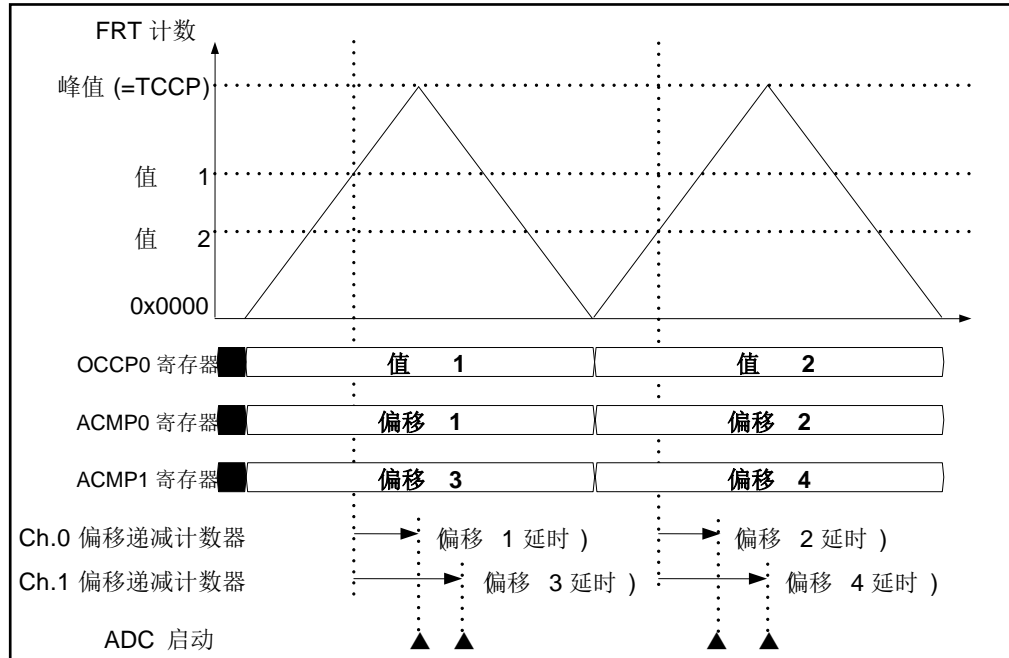 FRT 计数
峰值 (=TCCP)
值 1
值 2
0x0000
OCCP0 寄存器 值 1 值 2
ACMP0 寄存器 偏移 1 偏移 2
ACMP1 寄存器 偏移 3 偏移 4
Ch.0 偏移递减计数器 (偏移 1 延时 ) (偏移 2 延时 )
Ch.1 偏移递减计数器 (偏移 3 延时 ) (偏移 4 延时 )
ADC 启动